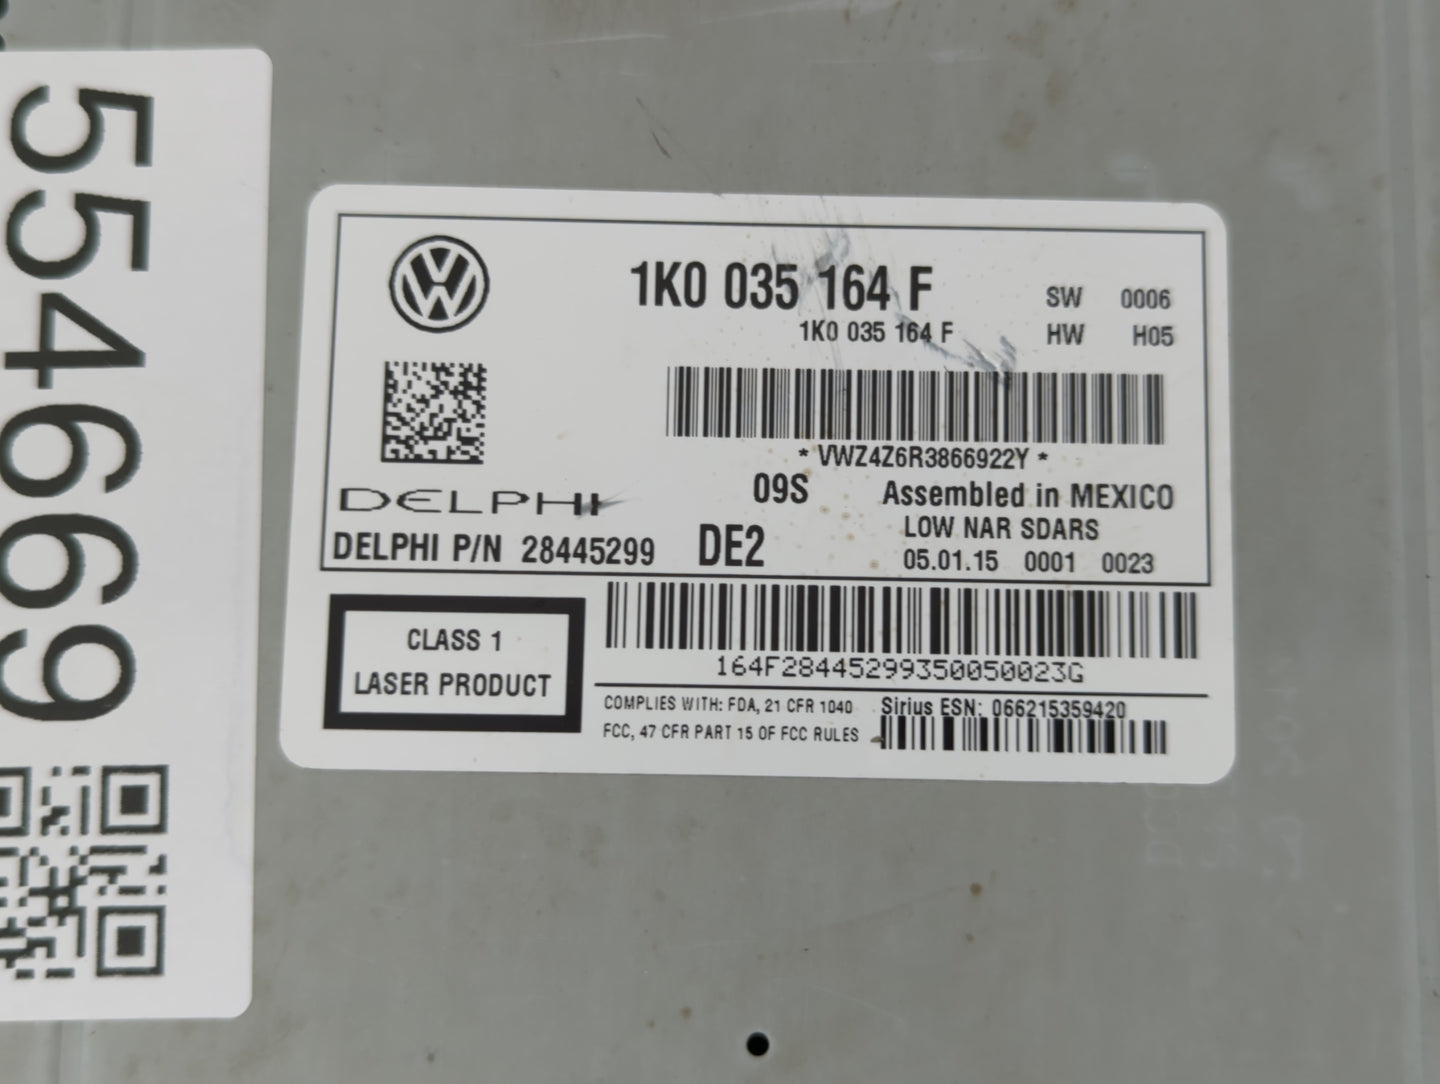 554669
1K0 035 164 F
SW 0006
1K0 035 164 F
HW H05
* VWZ4Z6R3866922Y *
DELPHI
09S
Assembled in MEXICO
LOW NAR SDARS
DELPHI P/N 28445299
DE2
05.01.15 0001 0023
CLASS 1
LASER PRODUCT
164F28445299350050023G
COMPLIES WITH: FDA, 21 CFR 1040
FCC, 47 CFR PART 15 OF FCC RULES
Sirius ESN: 066215359420